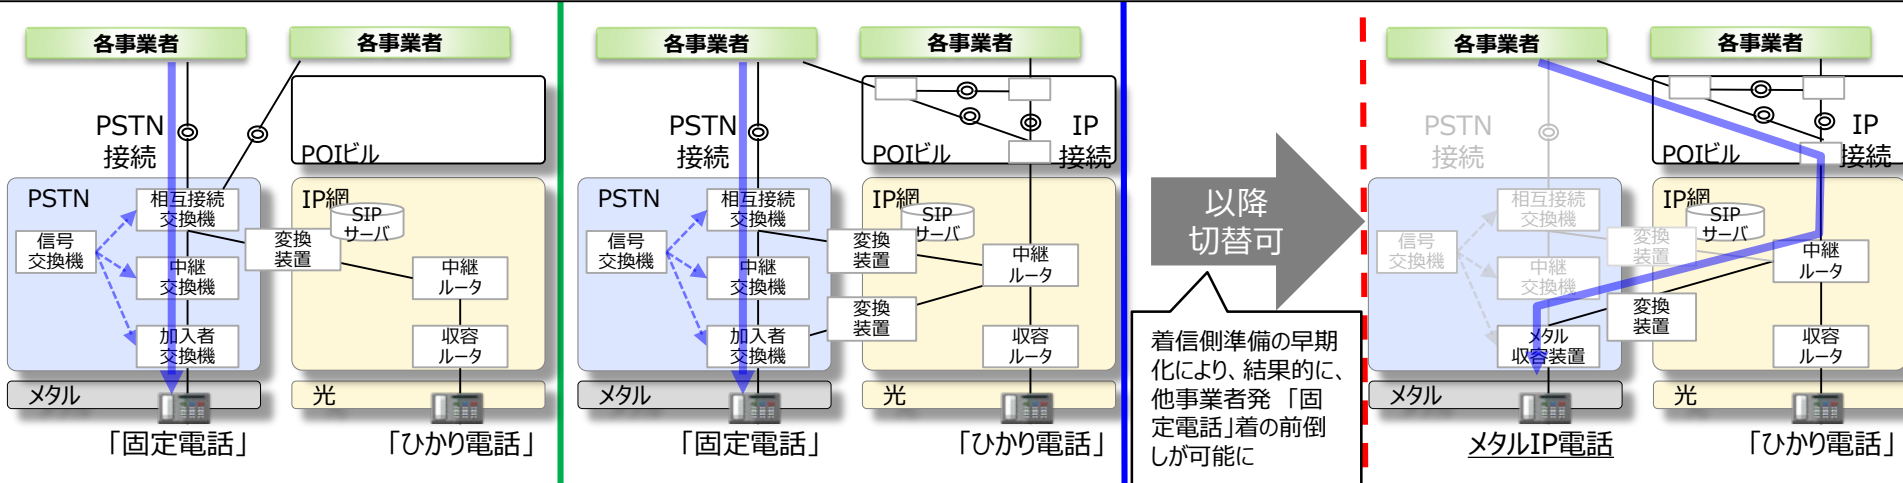 各事業者
各事業者
PSTN
接続
POIビル
PSTN
相互接続
交換機
信号
交換機
中継
交換機
加入者
交換機
変換
装置
IP網
SIP
サーバ
中継
ルータ
収容
ルータ
メタル
光
「固定電話」
「ひかり電話」
各事業者
各事業者
PSTN
接続
POIビル
IP
接続
PSTN
相互接続
交換機
信号
交換機
中継
交換機
加入者
交換機
変換
装置
変換
装置
IP網
SIP
サーバ
中継
ルータ
収容
ルータ
メタル
光
「固定電話」
「ひかり電話」
以降
切替可
着信側準備の早期
化により、結果的に、
他事業者発 「固
定電話」着の前倒
しが可能に
各事業者
各事業者
PSTN
接続
POIビル
IP
接続
相互接続
交換機
信号
交換機
中継
交換機
メタル
収容装置
変換
装置
変換
装置
IP網
SIP
サーバ
中継
ルータ
収容
ルータ
メタル
光
メタルIP電話
「ひかり電話」